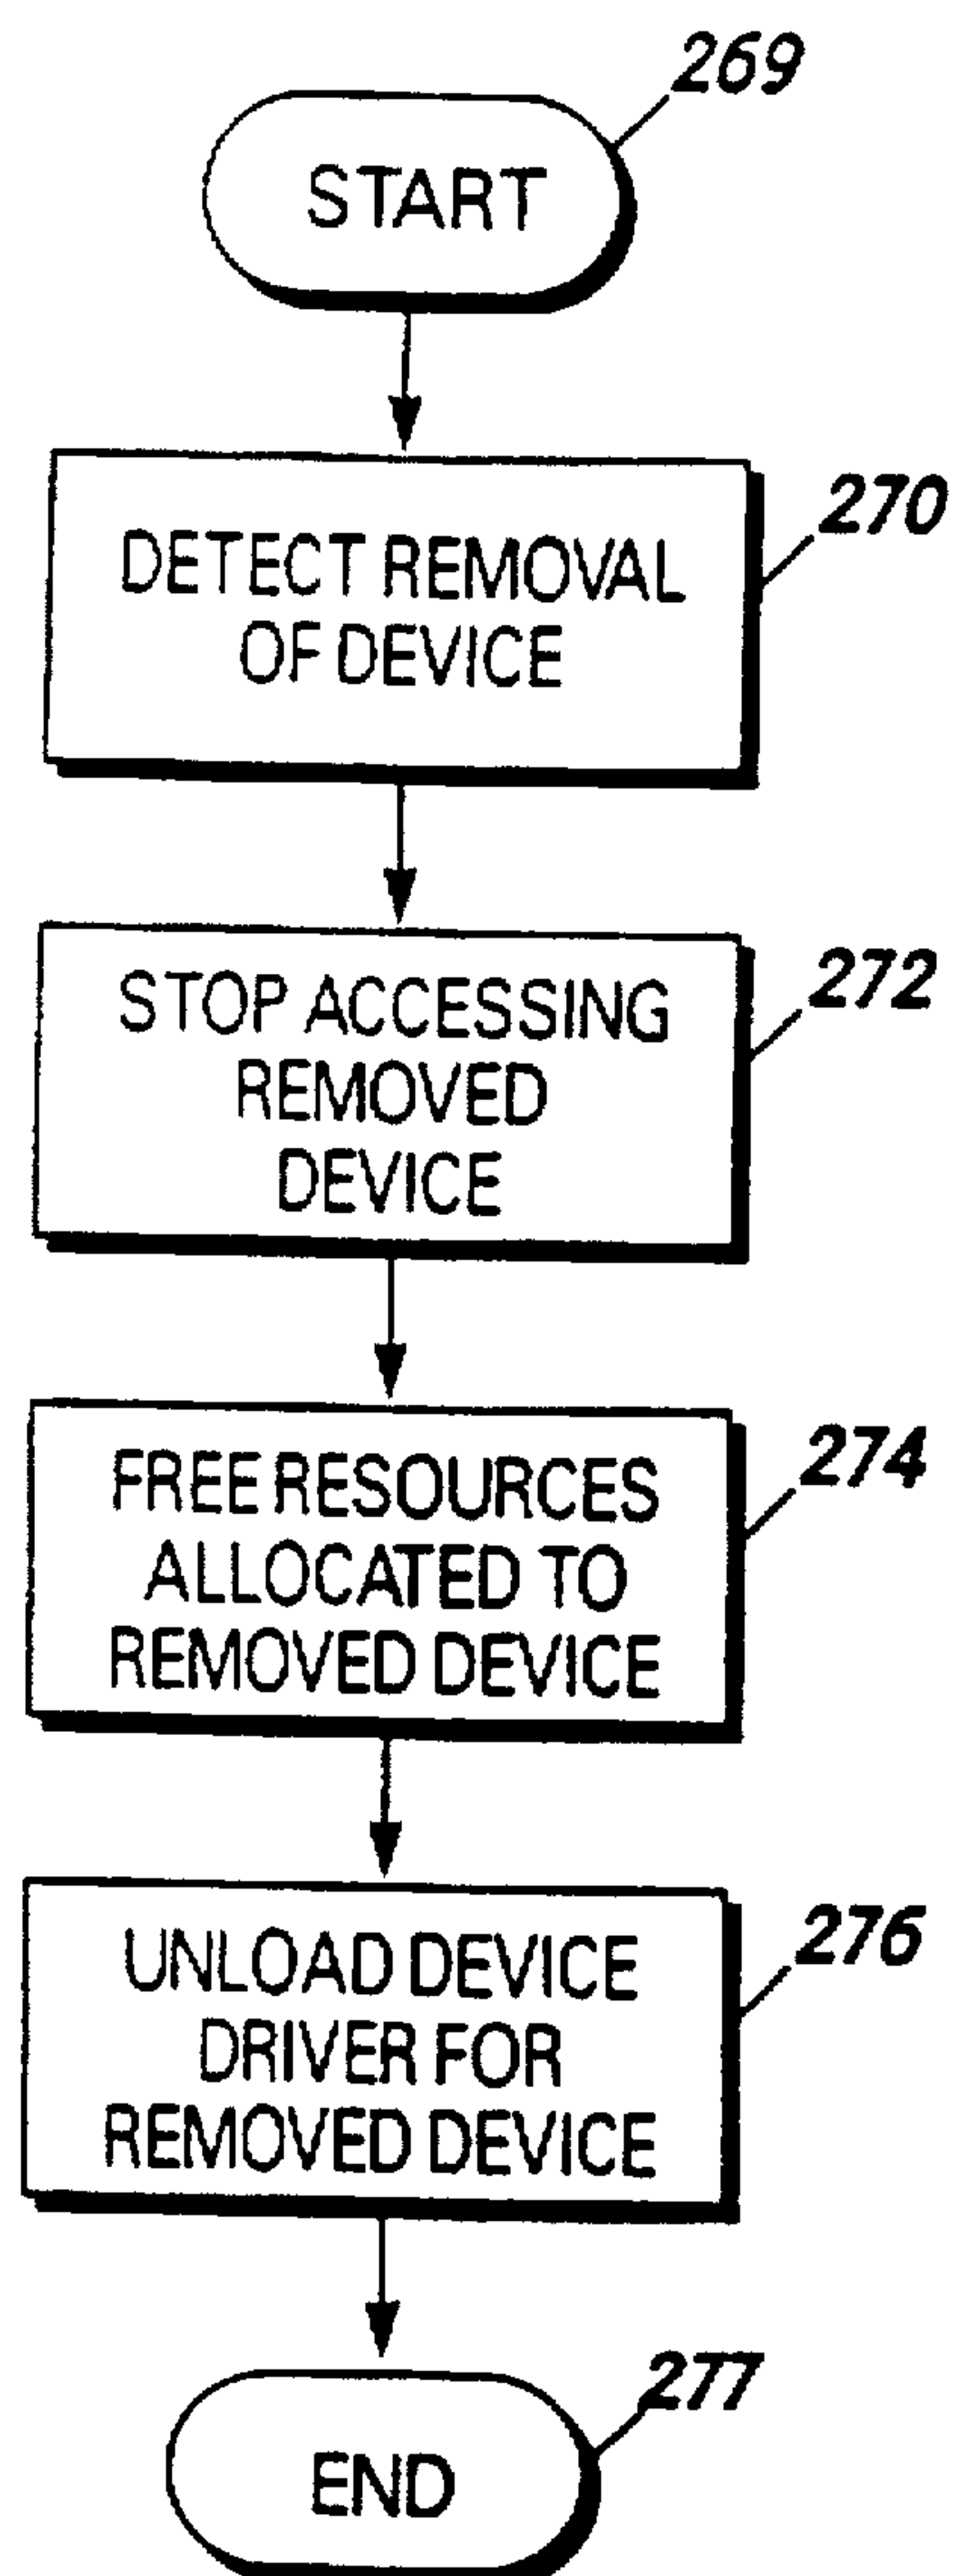 269
START
270
DETECT REMOVAL
OF DEVICE
272
STOP ACCESSING
REMOVED
DEVICE
274
FREE RESOURCES
ALLOCATED TO
REMOVED DEVICE
276
UNLOAD DEVICE
DRIVER FOR
REMOVED DEVICE
277
END